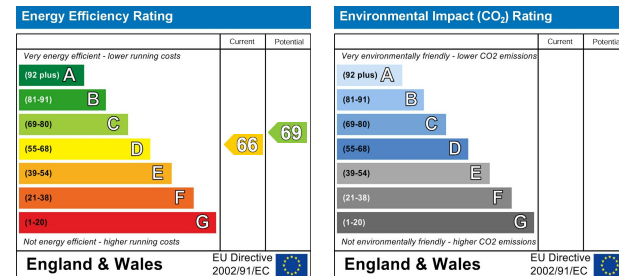 Energy Efficiency Rating
Current Potential
Very energy efficient - lower running costs
(92 plus) A
(81-91) B
(69-80) C
(55-68) D
(39-54) E
(21-38) F
(1-20) G
66
69
Not energy efficient - higher running costs
England & Wales
EU Directive
2002/91/EC
Environmental Impact (CO₂) Rating
Current Potentia
Very environmentally friendly - lower CO2 emissions
(92 plus) A
(81-91) B
(69-80) C
(55-68) D
(39-54) E
(21-38) F
(1-20) G
Not environmentally friendly - higher CO2 emissions
England & Wales
EU Directive
2002/91/EC